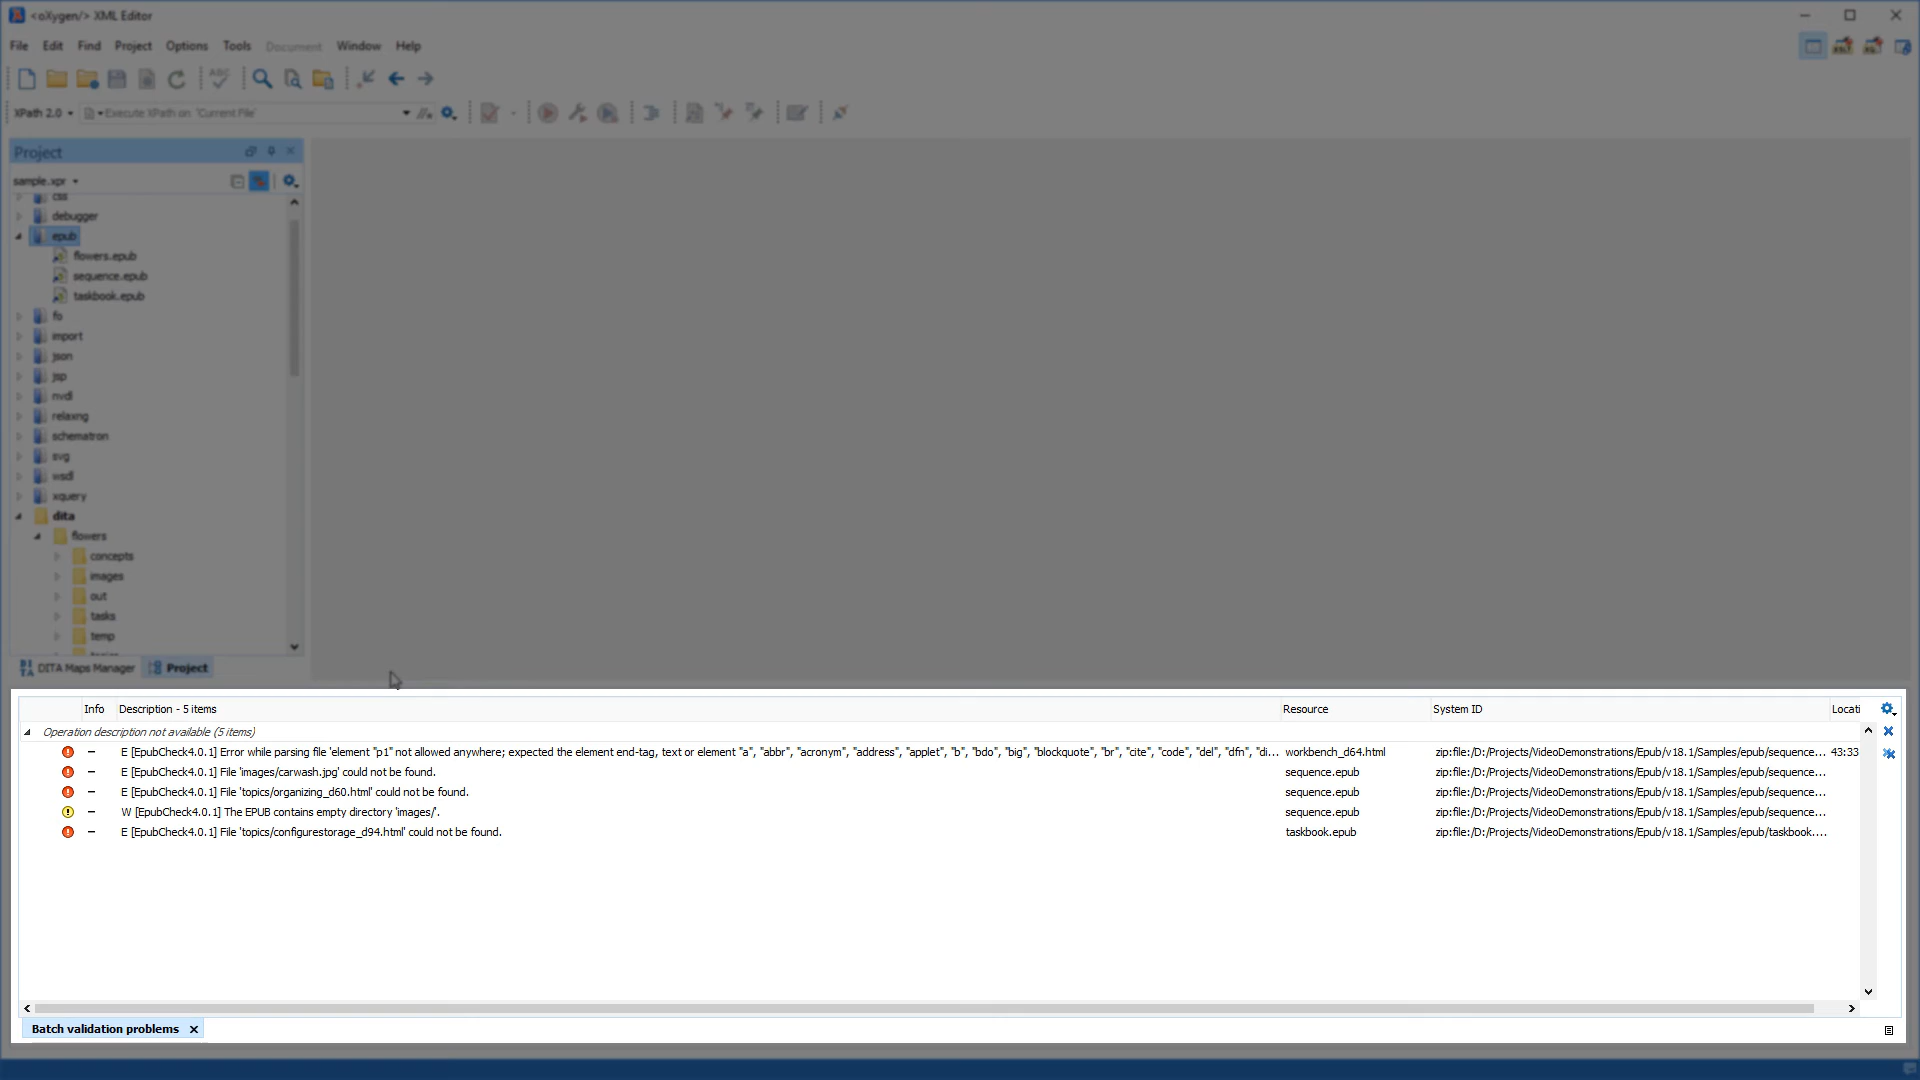 <oXygen/> XML Editor
File Edit Find Project Options Tools Document Window Help
ABC
XPath 2.0 Execute XPath on 'Current File'
Project
sample.xpr
css
debugger
epub
flowers.epub
sequence.epub
taskbook.epub
fo
import
json
jsp
nvdl
relaxng
schematron
svg
wsdl
xquery
dita
flowers
concepts
images
out
tasks
temp
DITA Maps Manager Project
Info Description - 5 items Resource System ID Locati
Operation description not available (5 items)
E [EpubCheck4.0.1] Error while parsing file 'element "p1" not allowed anywhere; expected the element end-tag, text or element "a", "abbr", "acronym", "address", "applet", "b", "bdo", "big", "blockquote", "br", "cite", "code", "del", "dfn", "di... workbench_d64.html zip:file:/D:/Projects/VideoDemonstrations/Epub/v18.1/Samples/epub/sequence... 43:33
E [EpubCheck4.0.1] File 'images/carwash.jpg' could not be found. sequence.epub zip:file:/D:/Projects/VideoDemonstrations/Epub/v18.1/Samples/epub/sequence...
E [EpubCheck4.0.1] File 'topics/organizing_d60.html' could not be found. sequence.epub zip:file:/D:/Projects/VideoDemonstrations/Epub/v18.1/Samples/epub/sequence...
W [EpubCheck4.0.1] The EPUB contains empty directory 'images/'. sequence.epub zip:file:/D:/Projects/VideoDemonstrations/Epub/v18.1/Samples/epub/sequence...
E [EpubCheck4.0.1] File 'topics/configurestorage_d94.html' could not be found. taskbook.epub zip:file:/D:/Projects/VideoDemonstrations/Epub/v18.1/Samples/epub/taskbook....
Batch validation problems